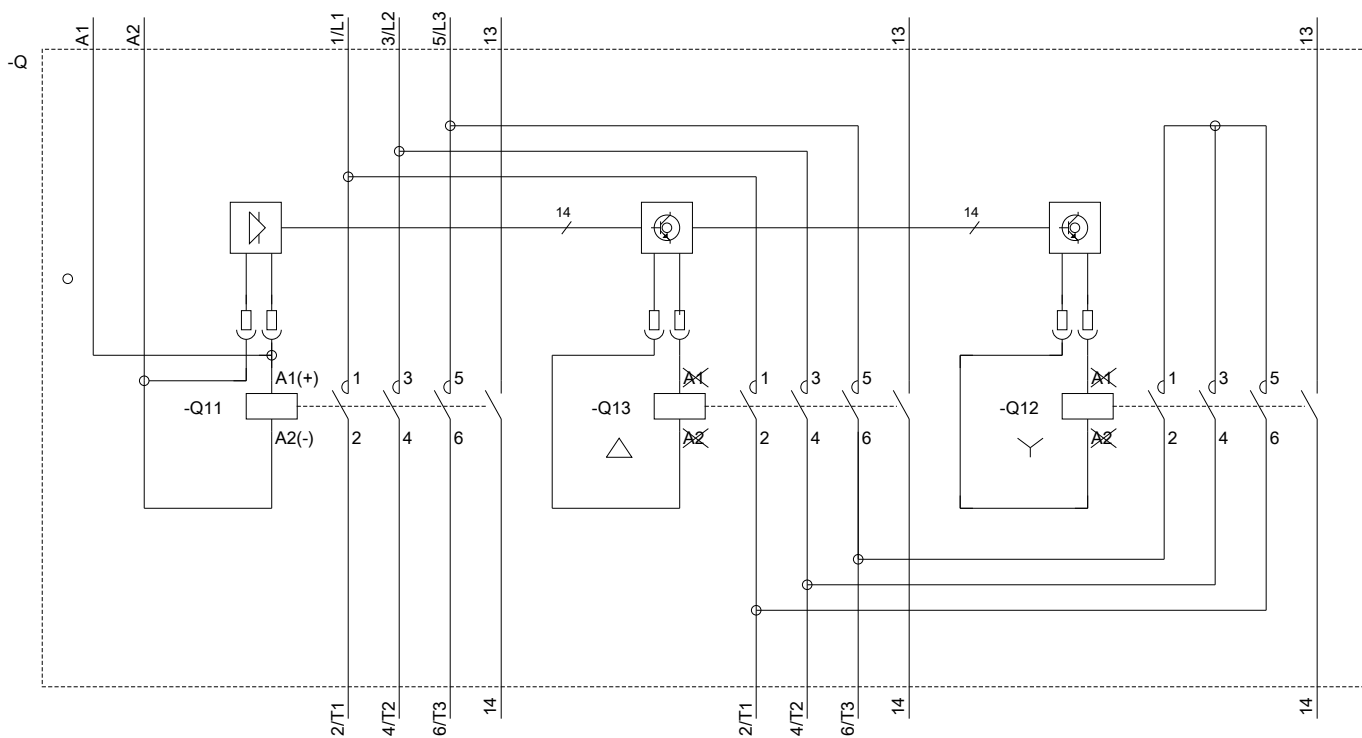 A1 A2 1/L1 3/L2 5/L3 13 13 13
-Q
14 14
A1(+) 1 3 5 A1 1 3 5 A1 1 3 5
-Q11 -Q13 -Q12
A2(-) 2 4 6 A2 2 4 6 A2 2 4 6
2/T1 4/T2 6/T3 14 2/T1 4/T2 6/T3 14 14